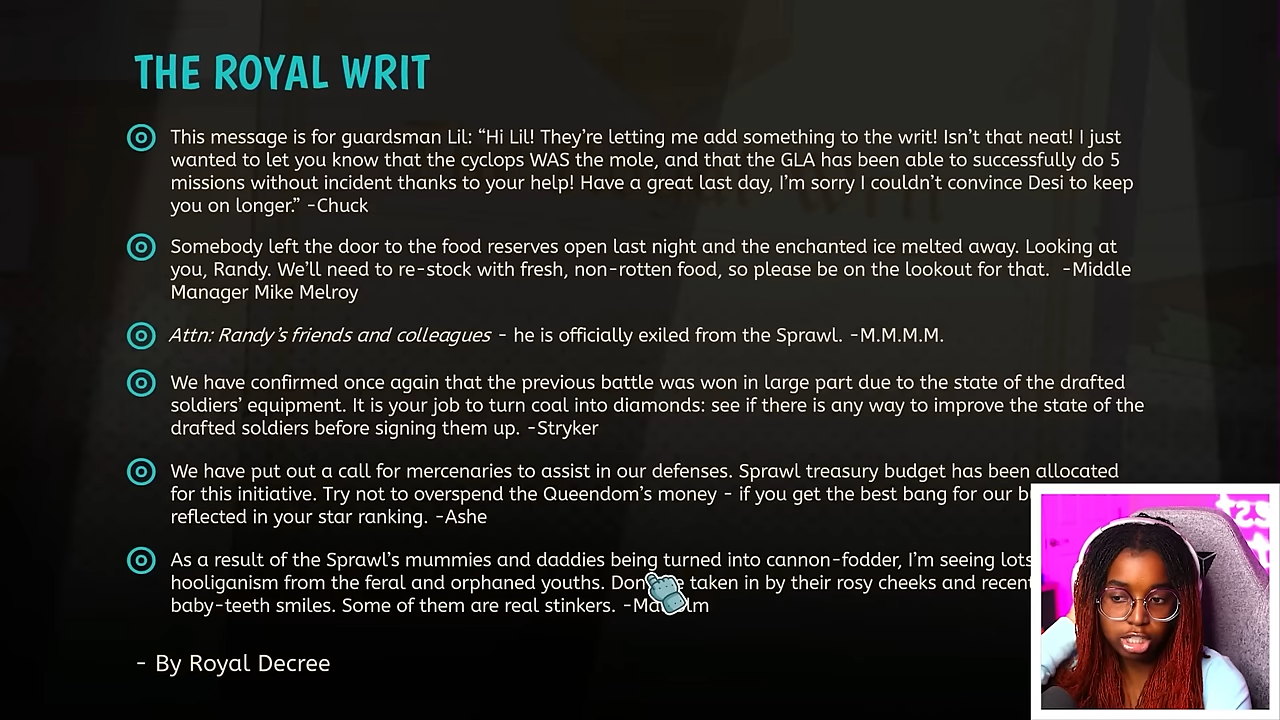 THE ROYAL WRIT
This message is for guardsman Lil: “Hi Lil! They’re letting me add something to the writ! Isn’t that neat! I just
wanted to let you know that the cyclops WAS the mole, and that the GLA has been able to successfully do 5
missions without incident thanks to your help! Have a great last day, I’m sorry I couldn’t convince Desi to keep
you on longer.” -Chuck
Somebody left the door to the food reserves open last night and the enchanted ice melted away. Looking at
you, Randy. We’ll need to re-stock with fresh, non-rotten food, so please be on the lookout for that. -Middle
Manager Mike Melroy
Attn: Randy’s friends and colleagues - he is officially exiled from the Sprawl. -M.M.M.M.
We have confirmed once again that the previous battle was won in large part due to the state of the drafted
soldiers’ equipment. It is your job to turn coal into diamonds: see if there is any way to improve the state of the
drafted soldiers before signing them up. -Stryker
We have put out a call for mercenaries to assist in our defenses. Sprawl treasury budget has been allocated
for this initiative. Try not to overspend the Queendom’s money - if you get the best bang for our
reflected in your star ranking. -Ashe
As a result of the Sprawl’s mummies and daddies being turned into cannon-fodder, I’m seeing lots
hooliganism from the feral and orphaned youths. taken in by their rosy cheeks and recent
baby-teeth smiles. Some of them are real stinkers.
- By Royal Decree